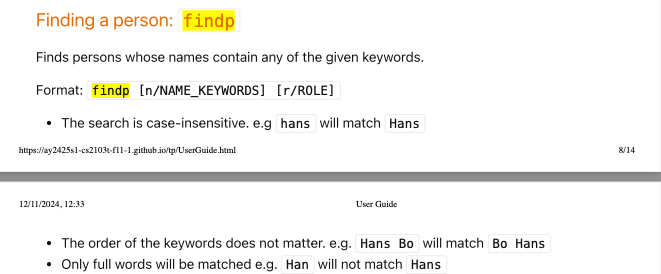 Finding a person: findp
Finds persons whose names contain any of the given keywords.
Format: findp [n/NAME_KEYWORDS] [r/ROLE]
• The search is case-insensitive. e.g hans will match Hans
https://ay2425s1-cs2103t-f11-1.github.io/tp/UserGuide.html 8/14
12/11/2024, 12:33 User Guide
• The order of the keywords does not matter. e.g. Hans Bo will match Bo Hans
• Only full words will be matched e.g. Han will not match Hans